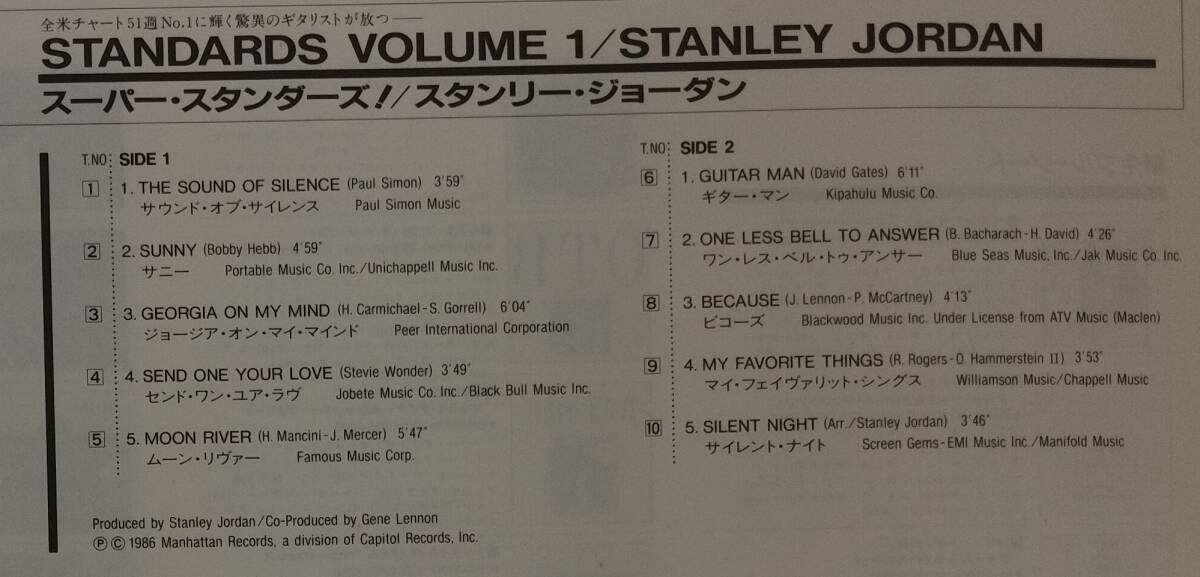 全米チャート51週No.1に輝く驚異のギタリストが放つ──
STANDARDS VOLUME 1/STANLEY JORDAN
スーパー・スタンダーズ!/スタンリー・ジョーダン
T.NO: SIDE 1
1 1. THE SOUND OF SILENCE (Paul Simon) 3'59"
サウンド・オブ・サイレンス Paul Simon Music
2 2. SUNNY (Bobby Hebb) 4'59"
サニー Portable Music Co. Inc./Unichappell Music Inc.
3 3. GEORGIA ON MY MIND (H. Carmichael-S. Gorrell) 6'04"
ジョージア・オン・マイ・マインド Peer International Corporation
4 4. SEND ONE YOUR LOVE (Stevie Wonder) 3'49"
センド・ワン・ユア・ラヴ Jobete Music Co. Inc./Black Bull Music Inc.
5 5. MOON RIVER (H. Mancini-J. Mercer) 5'47"
ムーン・リヴァー Famous Music Corp.
Produced by Stanley Jordan/Co-Produced by Gene Lennon
Ⓟ Ⓒ 1986 Manhattan Records, a division of Capitol Records, Inc.
T.NO: SIDE 2
6 1. GUITAR MAN (David Gates) 6'11"
ギター・マン Kipahulu Music Co.
7 2. ONE LESS BELL TO ANSWER (B. Bacharach-H. David) 4'26"
ワン・レス・ベル・トゥ・アンサー Blue Seas Music, Inc./Jak Music Co. Inc.
8 3. BECAUSE (J. Lennon-P. McCartney) 4'13"
ビコーズ Blackwood Music Inc. Under License from ATV Music (Maclen)
9 4. MY FAVORITE THINGS (R. Rogers-O. Hammerstein II) 3'53"
マイ・フェイヴァリット・シングス Williamson Music/Chappell Music
10 5. SILENT NIGHT (Arr./Stanley Jordan) 3'46"
サイレント・ナイト Screen Gems-EMI Music Inc./Manifold Music